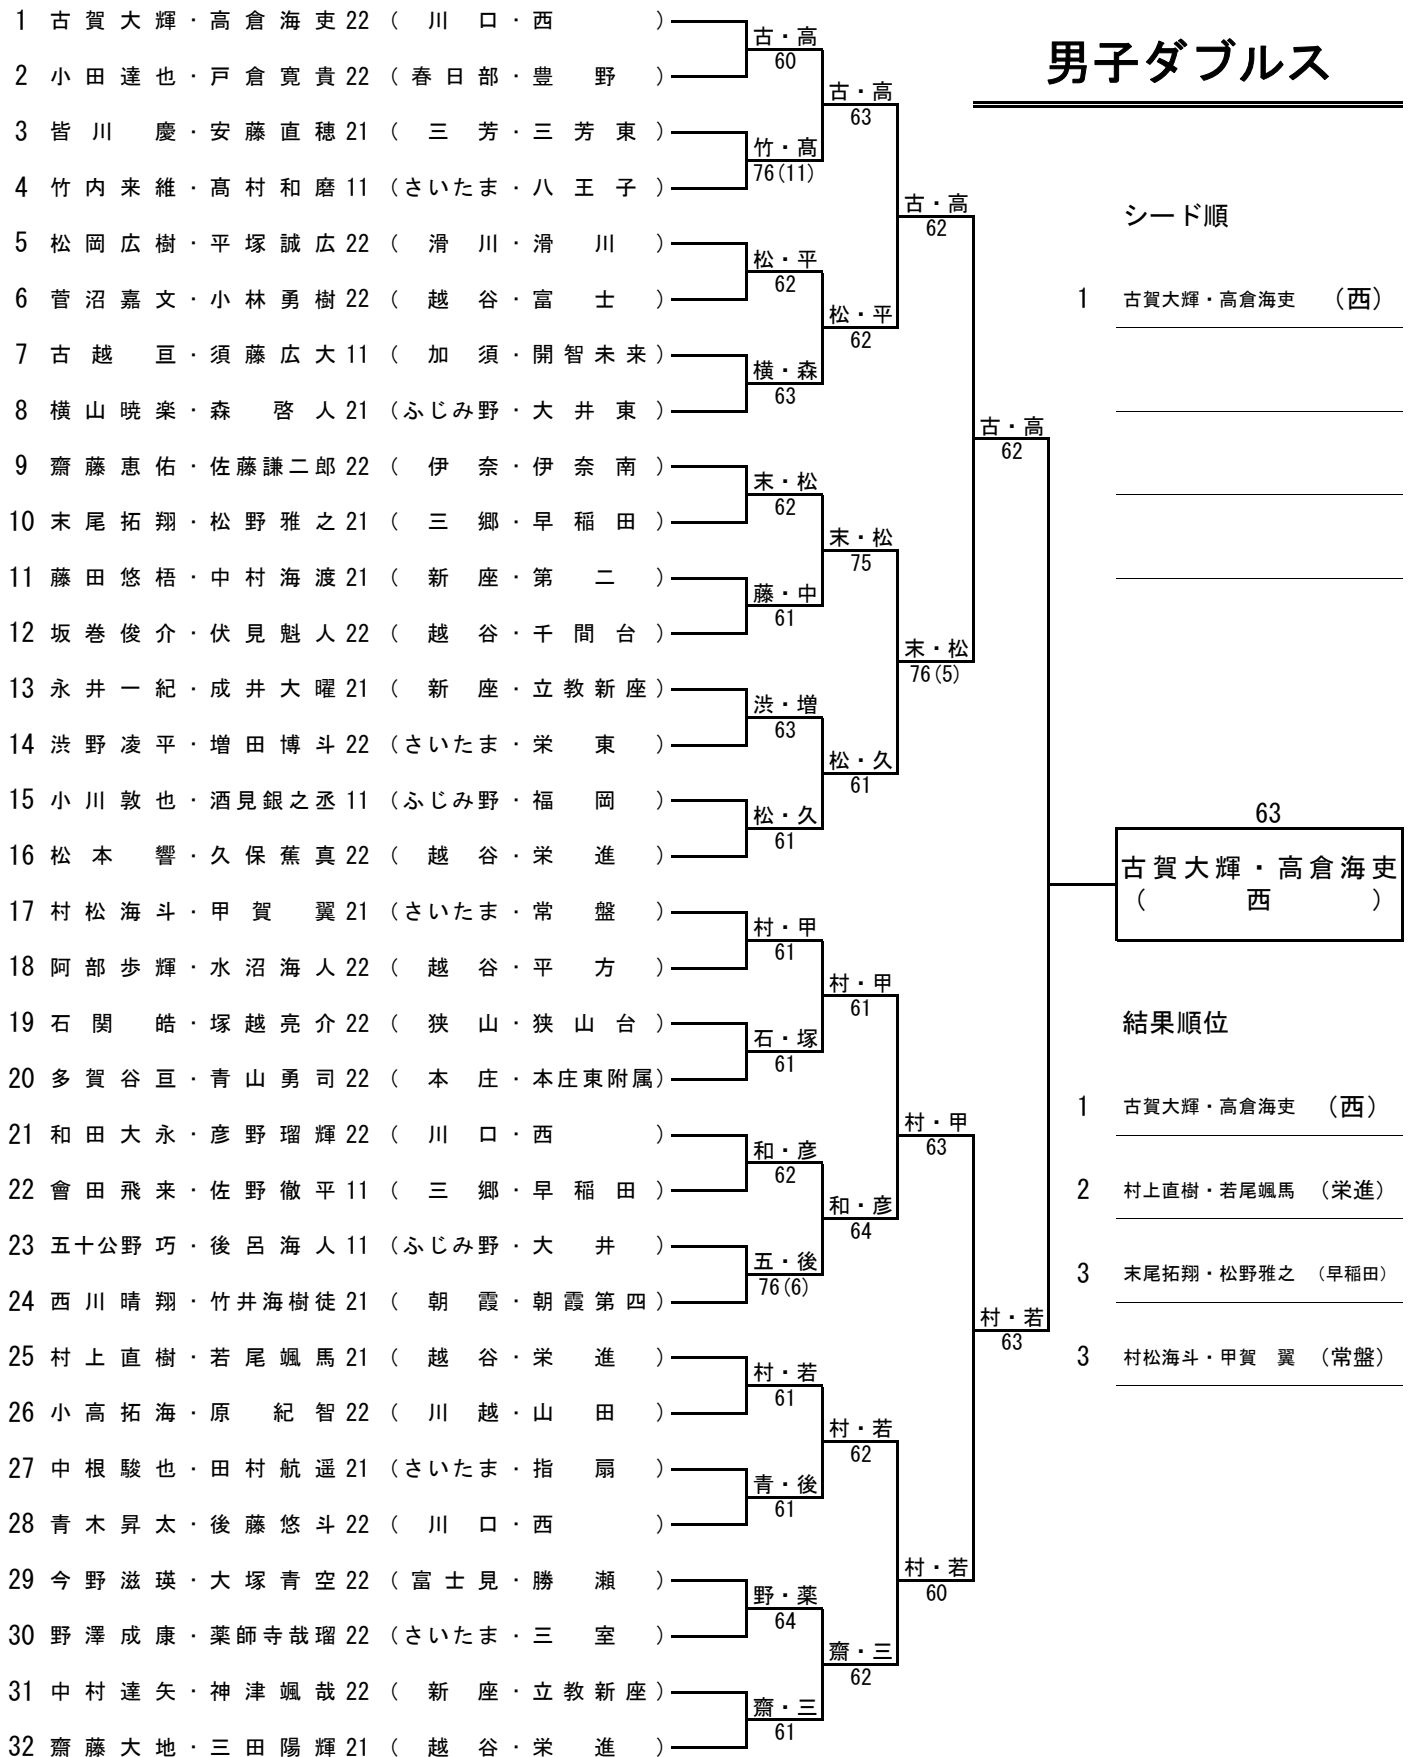 男子ダブルス
1 古賀大輝・高倉海吏 22 ( 川口・西 )
2 小田達也・戸倉寛貴 22 ( 春日部・豊野 )
3 皆川慶・安藤直穂 21 ( 三芳・三芳東 )
4 竹内来維・髙村和磨 11 (さいたま・八王子 )
5 松岡広樹・平塚誠広 22 ( 滑川・滑川 )
6 菅沼嘉文・小林勇樹 22 ( 越谷・富士 )
7 古越亘・須藤広大 11 ( 加須・開智未来 )
8 横山暁楽・森啓人 21 (ふじみ野・大井東 )
9 齋藤恵佑・佐藤謙二郎 22 ( 伊奈・伊奈南 )
10 末尾拓翔・松野雅之 21 ( 三郷・早稲田 )
11 藤田悠梧・中村海渡 21 ( 新座・第二 )
12 坂巻俊介・伏見魁人 22 ( 越谷・千間台 )
13 永井一紀・成井大曜 21 ( 新座・立教新座 )
14 渋野凌平・増田博斗 22 (さいたま・栄東 )
15 小川敦也・酒見銀之丞 11 (ふじみ野・福岡 )
16 松本響・久保蕉真 22 ( 越谷・栄進 )
17 村松海斗・甲賀翼 21 (さいたま・常盤 )
18 阿部歩輝・水沼海人 22 ( 越谷・平方 )
19 石関皓・塚越亮介 22 ( 狭山・狭山台 )
20 多賀谷亘・青山勇司 22 ( 本庄・本庄東附属)
21 和田大永・彦野瑠輝 22 ( 川口・西 )
22 會田飛来・佐野徹平 11 ( 三郷・早稲田 )
23 五十公野巧・後呂海人 11 (ふじみ野・大井 )
24 西川晴翔・竹井海樹徒 21 ( 朝霞・朝霞第四 )
25 村上直樹・若尾颯馬 21 ( 越谷・栄進 )
26 小高拓海・原紀智 22 ( 川越・山田 )
27 中根駿也・田村航遥 21 (さいたま・指扇 )
28 青木昇太・後藤悠斗 22 ( 川口・西 )
29 今野滋瑛・大塚青空 22 ( 富士見・勝瀬 )
30 野澤成康・薬師寺哉瑠 22 (さいたま・三室 )
31 中村達矢・神津颯哉 22 ( 新座・立教新座 )
32 齋藤大地・三田陽輝 21 ( 越谷・栄進 )
古・高
60
竹・髙
76(11)
松・平
62
横・森
63
末・松
62
藤・中
61
渋・増
63
松・久
61
村・甲
61
石・塚
61
和・彦
62
五・後
76(6)
村・若
61
青・後
61
野・薬
64
齋・三
61
古・高
63
松・平
62
末・松
75
松・久
61
村・甲
61
和・彦
64
村・若
62
齋・三
62
古・高
62
末・松
76(5)
村・甲
63
村・若
60
古・高
62
村・若
63
シード順
1 古賀大輝・高倉海吏 (西)
63
古賀大輝・高倉海吏
( 西 )
結果順位
1 古賀大輝・高倉海吏 (西)
2 村上直樹・若尾颯馬 (栄進)
3 末尾拓翔・松野雅之 (早稲田)
3 村松海斗・甲賀 翼 (常盤)